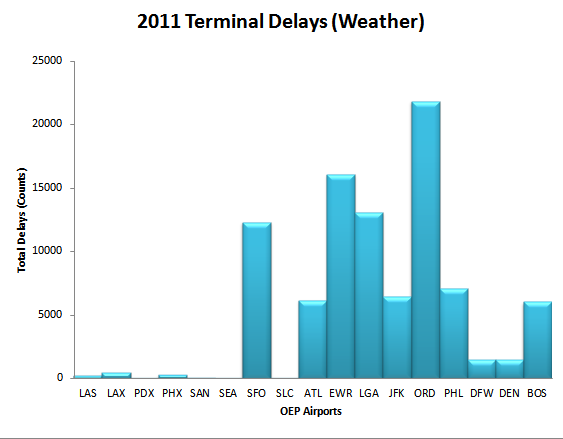 2011 Terminal Delays (Weather)
25000
20000
15000
10000
5000
0
Total Delays (Counts)
LAS LAX PDX PHX SAN SEA SFO SLC ATL EWR LGA JFK ORD PHL DFW DEN BOS
OEP Airports